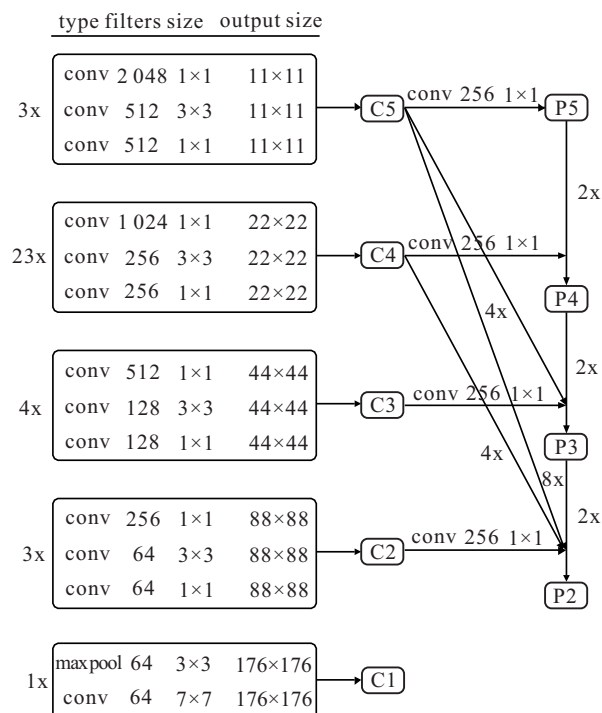 type filters size output size
conv 2 048 1×1 11×11
3x conv 512 3×3 11×11
conv 512 1×1 11×11
C5 conv 256 1×1 P5
2x
conv 1 024 1×1 22×22
23x conv 256 3×3 22×22
conv 256 1×1 22×22
C4 conv 256 1×1
P4
4x
2x
conv 512 1×1 44×44
4x conv 128 3×3 44×44
conv 128 1×1 44×44
C3 conv 256 1×1
P3
4x
8x
2x
conv 256 1×1 88×88
3x conv 64 3×3 88×88
conv 64 1×1 88×88
C2 conv 256 1×1
P2
maxpool 64 3×3 176×176
1x conv 64 7×7 176×176
C1